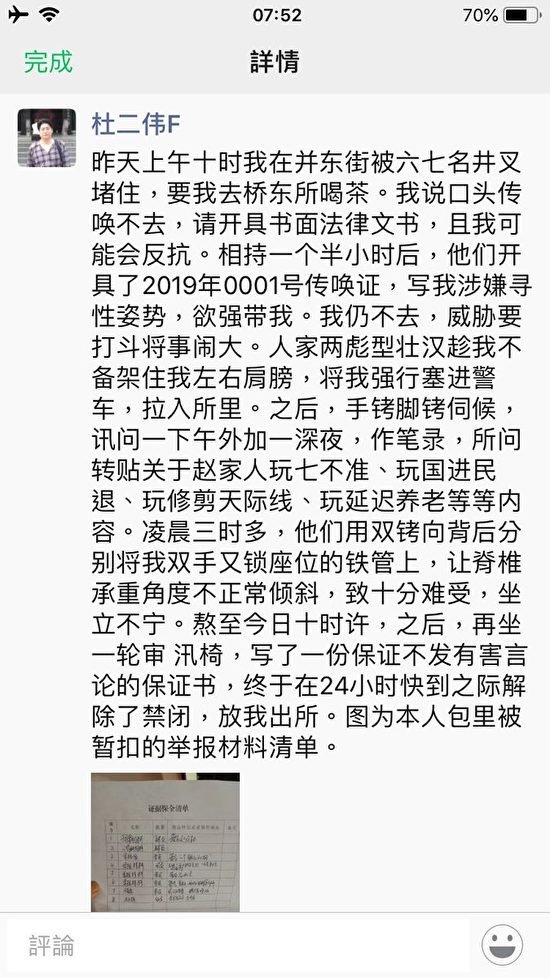 07:52
70%
完成
詳情
杜二伟F
昨天上午十时我在并东街被六七名井叉
堵住，要我去桥东所喝茶。我说口头传
唤不去，请开具书面法律文书，且我可
能会反抗。相持一个半小时后，他们开
具了2019年0001号传唤证，写我涉嫌寻
性姿势，欲强带我。我仍不去，威胁要
打斗将事闹大。人家两彪型壮汉趁我不
备架住我左右肩膀，将我强行塞进警
车，拉入所里。之后，手铐脚铐伺候，
讯问一下午外加一深夜，作笔录，所问
转贴关于赵家人玩七不准、玩国进民
退、玩修剪天际线、玩延迟养老等等内
容。凌晨三时多，他们用双铐向背后分
别将我双手又锁座位的铁管上，让脊椎
承重角度不正常倾斜，致十分难受，坐
立不宁。熬至今日十时许，之后，再坐
一轮审 汛椅，写了一份保证不发有害言
论的保证书，终于在24小时快到之际解
除了禁闭，放我出所。图为本人包里被
暂扣的举报材料清单。
证据保全清单
評論